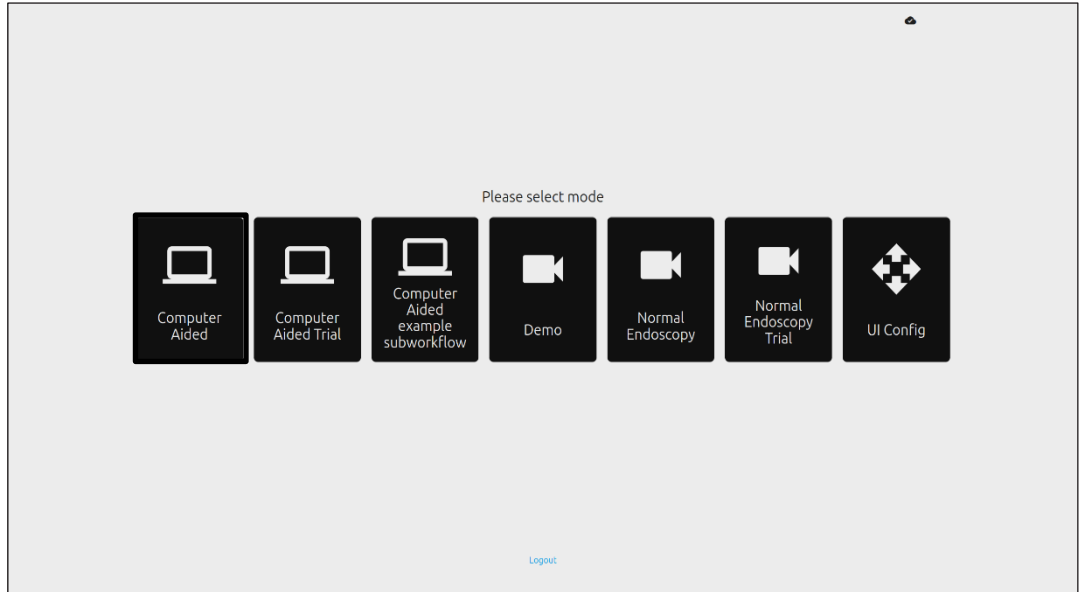 Please select mode
Computer
Aided
Computer
Aided Trial
Computer
Aided
example
subworkflow
Demo
Normal
Endoscopy
Normal
Endoscopy
Trial
UI Config
Logout